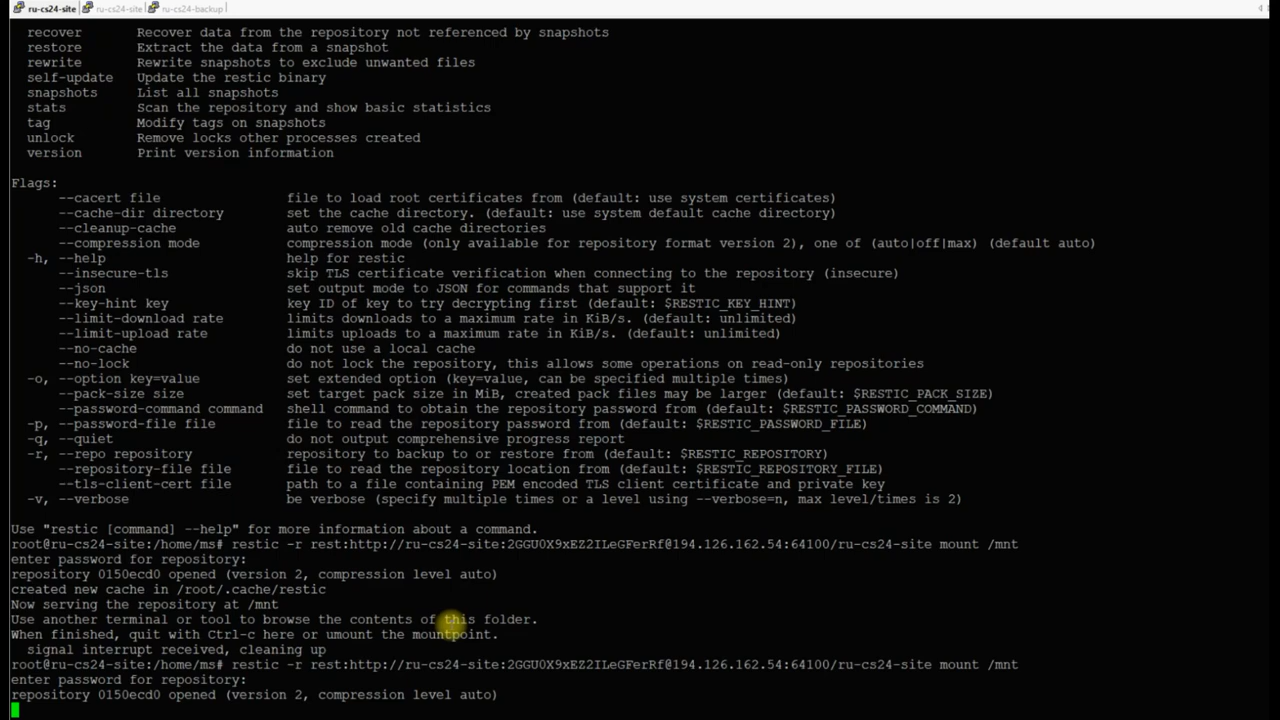 ru-cs24-site ru-cs24-site ru-cs24-backup
recover Recover data from the repository not referenced by snapshots
restore Extract the data from a snapshot
rewrite Rewrite snapshots to exclude unwanted files
self-update Update the restic binary
snapshots List all snapshots
stats Scan the repository and show basic statistics
tag Modify tags on snapshots
unlock Remove locks other processes created
version Print version information
Flags:
--cacert file file to load root certificates from (default: use system certificates)
--cache-dir directory set the cache directory. (default: use system default cache directory)
--cleanup-cache auto remove old cache directories
--compression mode compression mode (only available for repository format version 2), one of (auto|off|max) (default auto)
-h, --help help for restic
--insecure-tls skip TLS certificate verification when connecting to the repository (insecure)
--json set output mode to JSON for commands that support it
--key-hint key key ID of key to try decrypting first (default: $RESTIC_KEY_HINT)
--limit-download rate limits downloads to a maximum rate in KiB/s. (default: unlimited)
--limit-upload rate limits uploads to a maximum rate in KiB/s. (default: unlimited)
--no-cache do not use a local cache
--no-lock do not lock the repository, this allows some operations on read-only repositories
-o, --option key=value set extended option (key=value, can be specified multiple times)
--pack-size size set target pack size in MiB, created pack files may be larger (default: $RESTIC_PACK_SIZE)
--password-command command shell command to obtain the repository password from (default: $RESTIC_PASSWORD_COMMAND)
-p, --password-file file file to read the repository password from (default: $RESTIC_PASSWORD_FILE)
-q, --quiet do not output comprehensive progress report
-r, --repo repository repository to backup to or restore from (default: $RESTIC_REPOSITORY)
--repository-file file file to read the repository location from (default: $RESTIC_REPOSITORY_FILE)
--tls-client-cert file path to a file containing PEM encoded TLS client certificate and private key
-v, --verbose be verbose (specify multiple times or a level using --verbose=n, max level/times is 2)
Use "restic [command] --help" for more information about a command.
root@ru-cs24-site:/home/ms# restic -r rest:http://ru-cs24-site:2GGU0X9xEZ2ILeGFerRf@194.126.162.54:64100/ru-cs24-site mount /mnt
enter password for repository:
repository 0150ecd0 opened (version 2, compression level auto)
created new cache in /root/.cache/restic
Now serving the repository at /mnt
Use another terminal or tool to browse the contents of this folder.
When finished, quit with Ctrl-c here or umount the mountpoint.
signal interrupt received, cleaning up
root@ru-cs24-site:/home/ms# restic -r rest:http://ru-cs24-site:2GGU0X9xEZ2ILeGFerRf@194.126.162.54:64100/ru-cs24-site mount /mnt
enter password for repository:
repository 0150ecd0 opened (version 2, compression level auto)